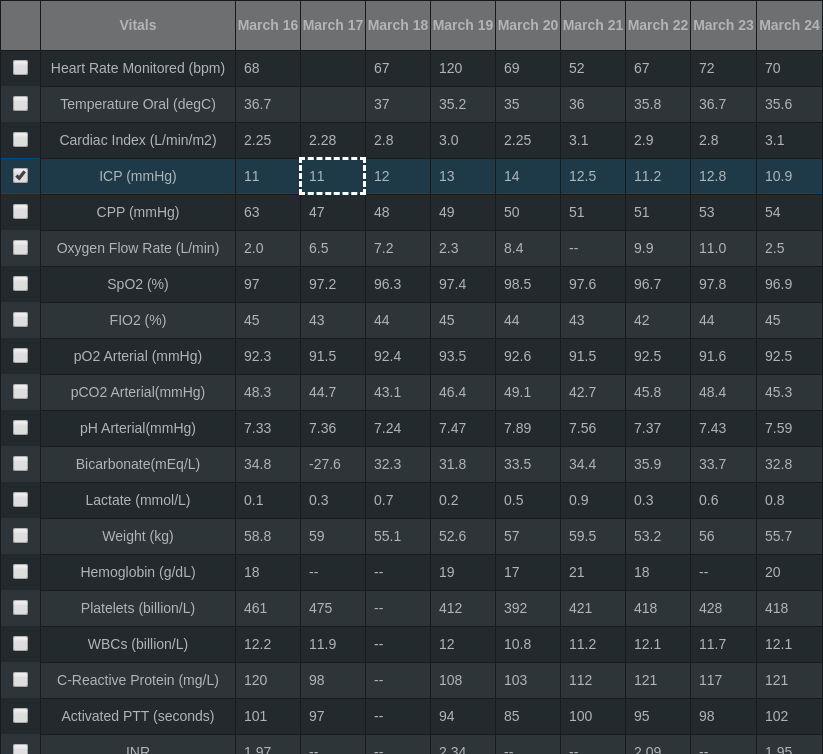 Vitals March 16 March 17 March 18 March 19 March 20 March 21 March 22 March 23 March 24
Heart Rate Monitored (bpm) 68 67 120 69 52 67 72 70
Temperature Oral (degC) 36.7 37 35.2 35 36 35.8 36.7 35.6
Cardiac Index (L/min/m2) 2.25 2.28 2.8 3.0 2.25 3.1 2.9 2.8 3.1
ICP (mmHg) 11 11 12 13 14 12.5 11.2 12.8 10.9
CPP (mmHg) 63 47 48 49 50 51 51 53 54
Oxygen Flow Rate (L/min) 2.0 6.5 7.2 2.3 8.4 -- 9.9 11.0 2.5
SpO2 (%) 97 97.2 96.3 97.4 98.5 97.6 96.7 97.8 96.9
FIO2 (%) 45 43 44 45 44 43 42 44 45
pO2 Arterial (mmHg) 92.3 91.5 92.4 93.5 92.6 91.5 92.5 91.6 92.5
pCO2 Arterial(mmHg) 48.3 44.7 43.1 46.4 49.1 42.7 45.8 48.4 45.3
pH Arterial(mmHg) 7.33 7.36 7.24 7.47 7.89 7.56 7.37 7.43 7.59
Bicarbonate(mEq/L) 34.8 -27.6 32.3 31.8 33.5 34.4 35.9 33.7 32.8
Lactate (mmol/L) 0.1 0.3 0.7 0.2 0.5 0.9 0.3 0.6 0.8
Weight (kg) 58.8 59 55.1 52.6 57 59.5 53.2 56 55.7
Hemoglobin (g/dL) 18 -- -- 19 17 21 18 -- 20
Platelets (billion/L) 461 475 -- 412 392 421 418 428 418
WBCs (billion/L) 12.2 11.9 -- 12 10.8 11.2 12.1 11.7 12.1
C-Reactive Protein (mg/L) 120 98 -- 108 103 112 121 117 121
Activated PTT (seconds) 101 97 -- 94 85 100 95 98 102
INR 1.97 -- -- 2.34 -- -- 2.09 -- 1.95